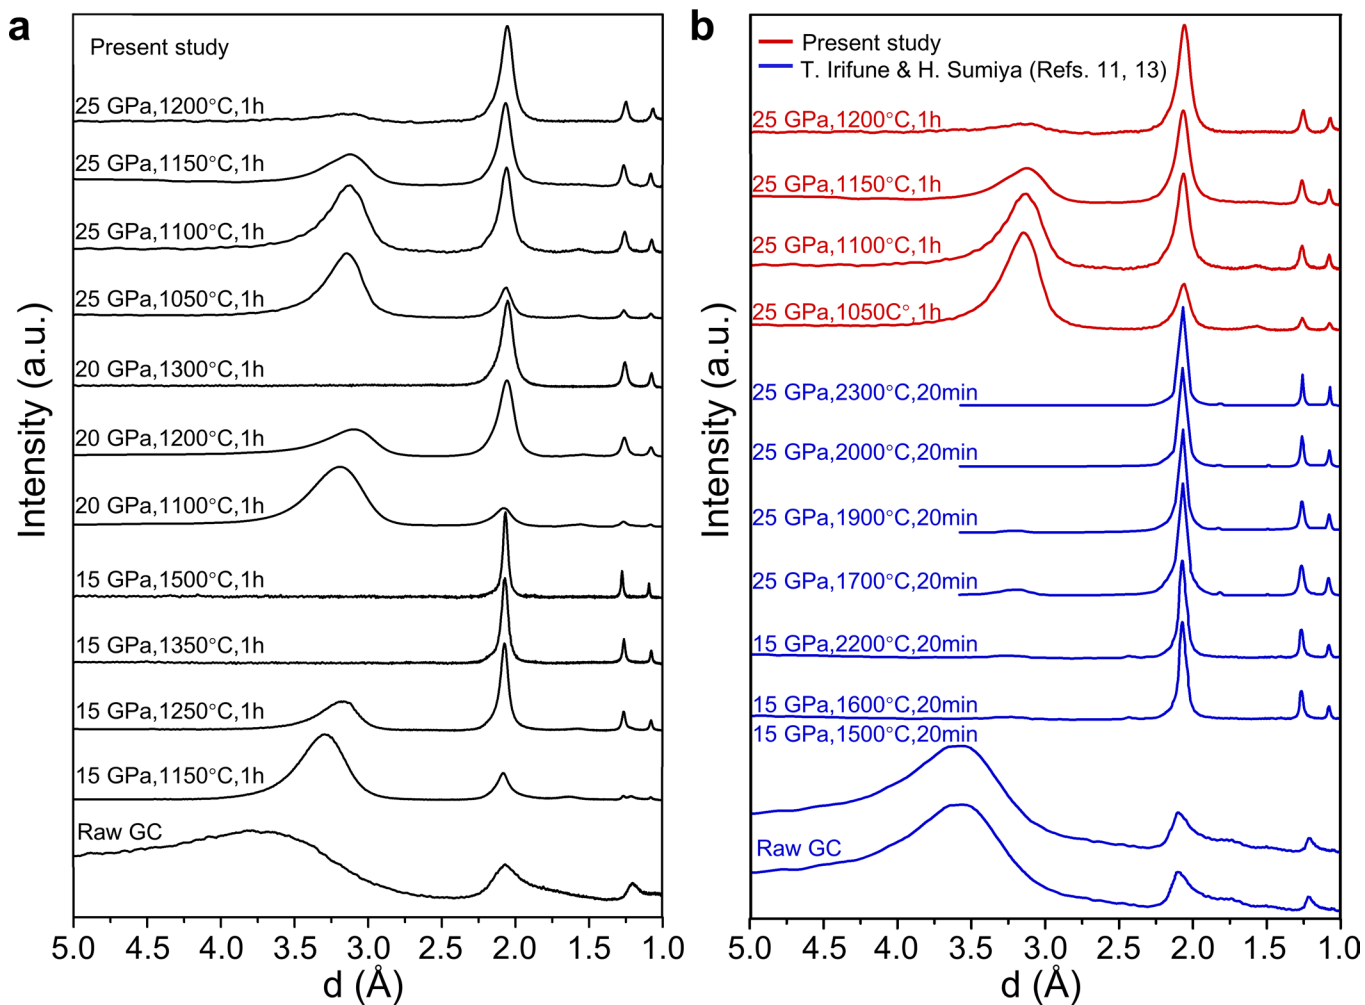 a
Present study
25 GPa,1200°C,1h
25 GPa,1150°C,1h
25 GPa,1100°C,1h
25 GPa,1050°C,1h
20 GPa,1300°C,1h
20 GPa,1200°C,1h
20 GPa,1100°C,1h
15 GPa,1500°C,1h
15 GPa,1350°C,1h
15 GPa,1250°C,1h
15 GPa,1150°C,1h
Raw GC
Intensity (a.u.)
5.0 4.5 4.0 3.5 3.0 2.5 2.0 1.5 1.0
d (Å)
b
Present study
T. Irifune & H. Sumiya (Refs. 11, 13)
25 GPa,1200°C,1h
25 GPa,1150°C,1h
25 GPa,1100°C,1h
25 GPa,1050C°,1h
25 GPa,2300°C,20min
25 GPa,2000°C,20min
25 GPa,1900°C,20min
25 GPa,1700°C,20min
15 GPa,2200°C,20min
15 GPa,1600°C,20min
15 GPa,1500°C,20min
Raw GC
Intensity (a.u.)
5.0 4.5 4.0 3.5 3.0 2.5 2.0 1.5 1.0
d (Å)